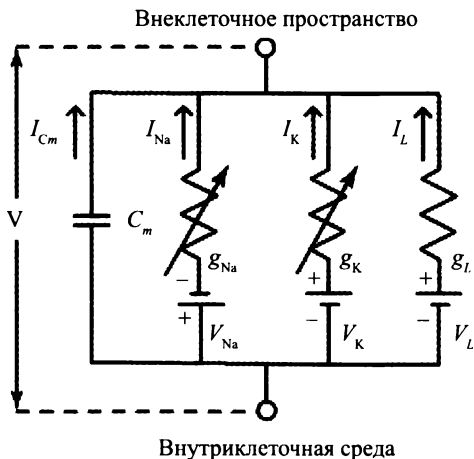 Внеклеточное пространство
I_Cm I_Na I_K I_L
V C_m g_Na g_K g_L
− + +
+ − −
V_Na V_K V_L
Внутриклеточная среда